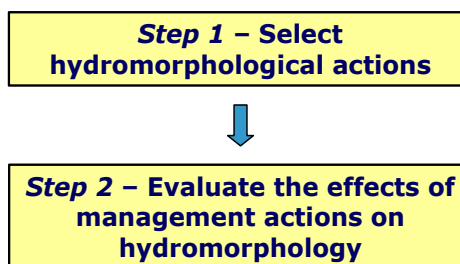 Step 1 – Select
hydromorphological actions
Step 2 – Evaluate the effects of
management actions on
hydromorphology